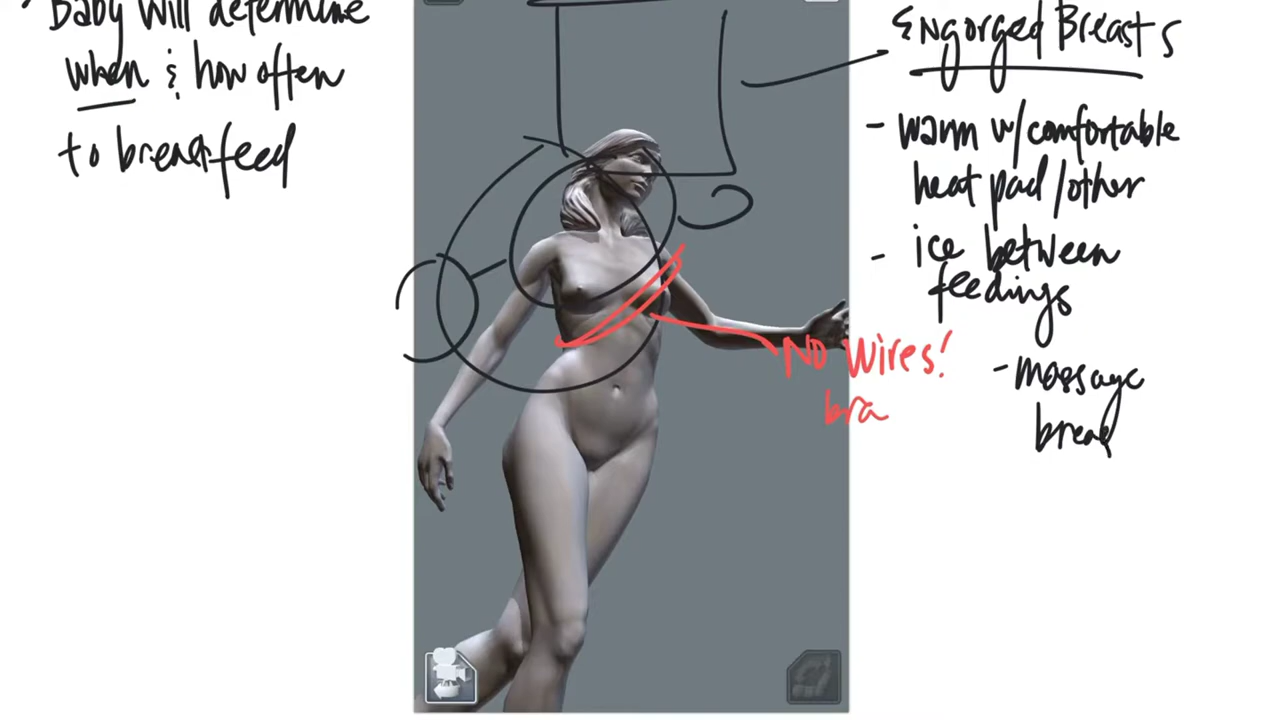 Baby will determine
when & how often
to breastfeed
Engorged Breasts
- warm w/comfortable
heat pad/other
- ice between
feedings
- massage
breas
No Wires!
bra